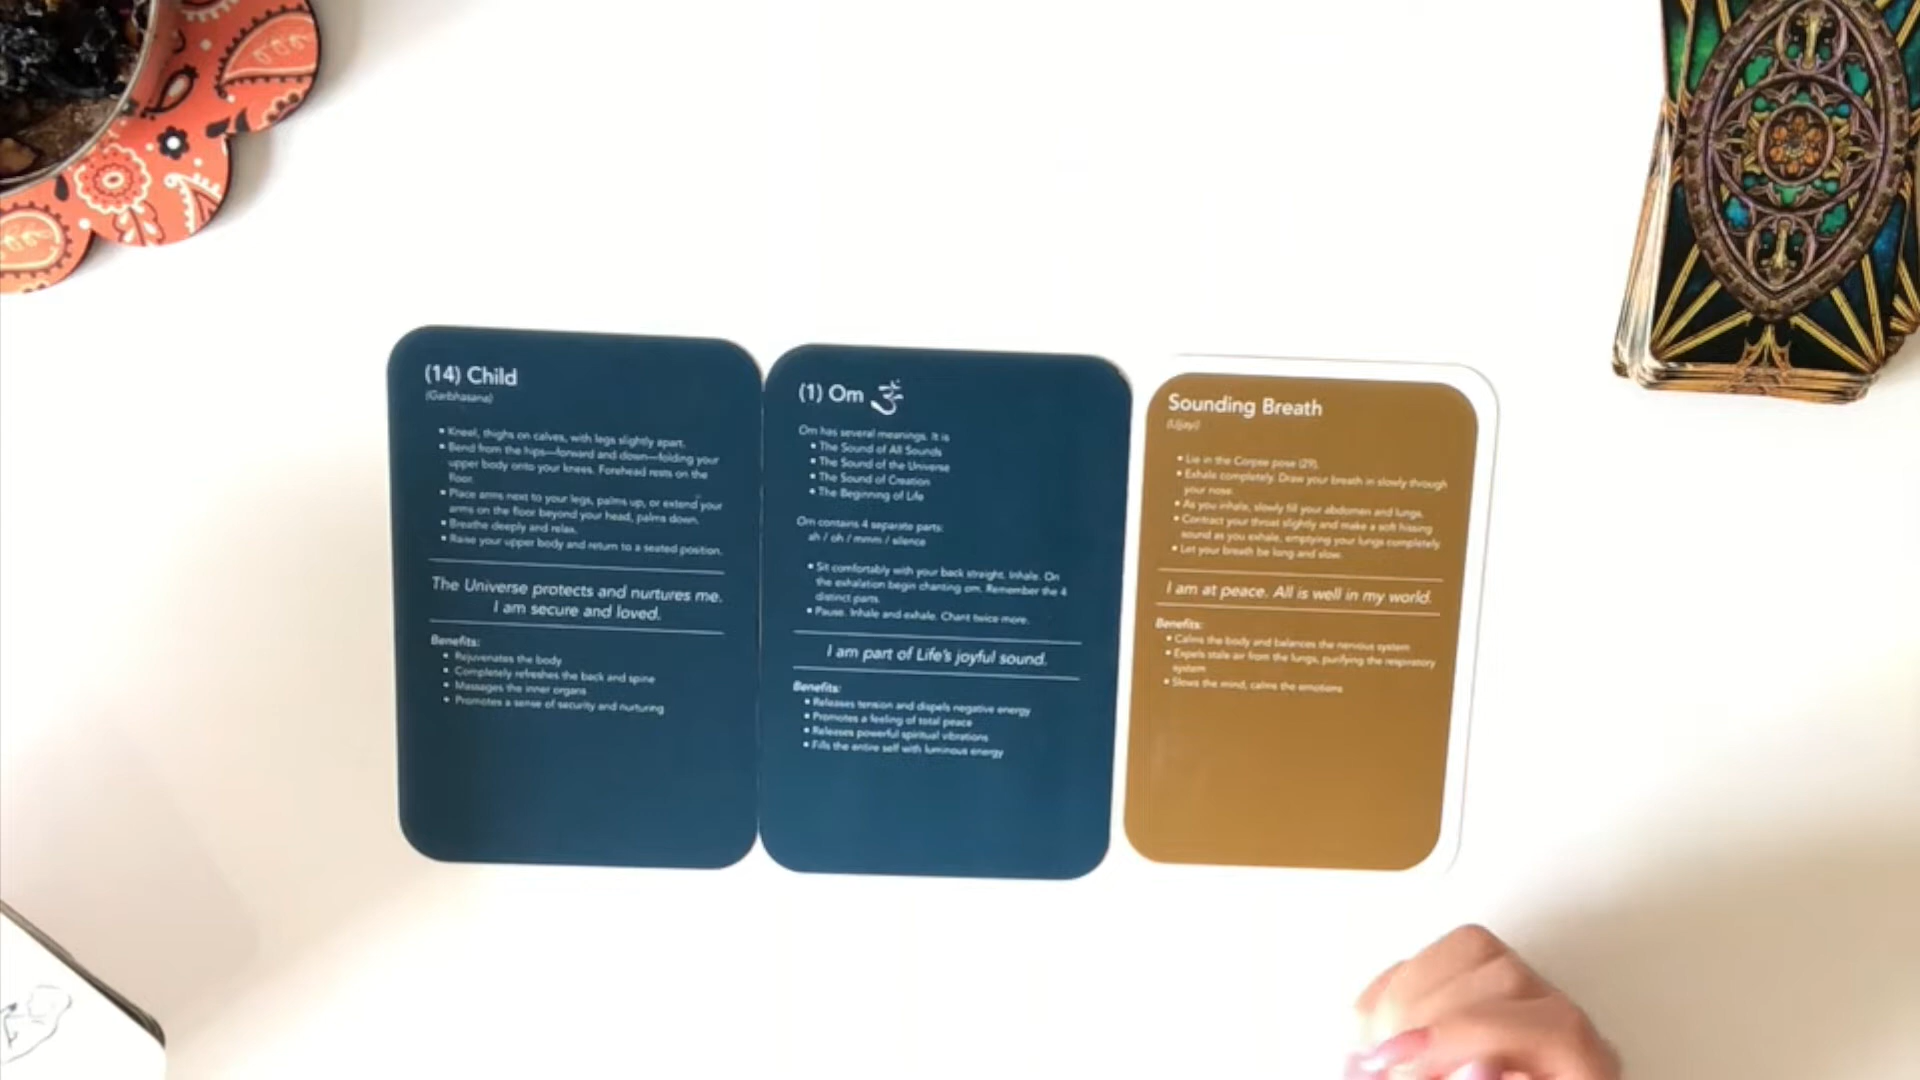 (14) Child
(Garbhasana)
• Kneel, thighs on calves, with legs slightly apart.
• Bend from the hips—forward and down—folding your
upper body onto your knees. Forehead rests on the
floor.
• Place arms next to your legs, palms up, or extend your
arms on the floor beyond your head, palms down.
• Breathe deeply and relax.
• Raise your upper body and return to a seated position.
The Universe protects and nurtures me.
I am secure and loved.
Benefits:
• Rejuvenates the body
• Completely refreshes the back and spine
• Massages the inner organs
• Promotes a sense of security and nurturing
(1) Om ॐ
Om has several meanings. It is
• The Sound of All Sounds
• The Sound of the Universe
• The Sound of Creation
• The Beginning of Life
Om contains 4 separate parts:
ah / oh / mmm / silence
• Sit comfortably with your back straight. Inhale. On
the exhalation begin chanting om. Remember the 4
distinct parts.
• Pause. Inhale and exhale. Chant twice more.
I am part of Life's joyful sound.
Benefits:
• Releases tension and dispels negative energy
• Promotes a feeling of total peace
• Releases powerful spiritual vibrations
• Fills the entire self with luminous energy
Sounding Breath
(Ujjayi)
• Lie in the Corpse pose (29).
• Exhale completely. Draw your breath in slowly through
your nose.
• As you inhale, slowly fill your abdomen and lungs.
• Contract your throat slightly and make a soft hissing
sound as you exhale, emptying your lungs completely.
• Let your breath be long and slow.
I am at peace. All is well in my world.
Benefits:
• Calms the body and balances the nervous system
• Expels stale air from the lungs, purifying the respiratory
system
• Slows the mind, calms the emotions